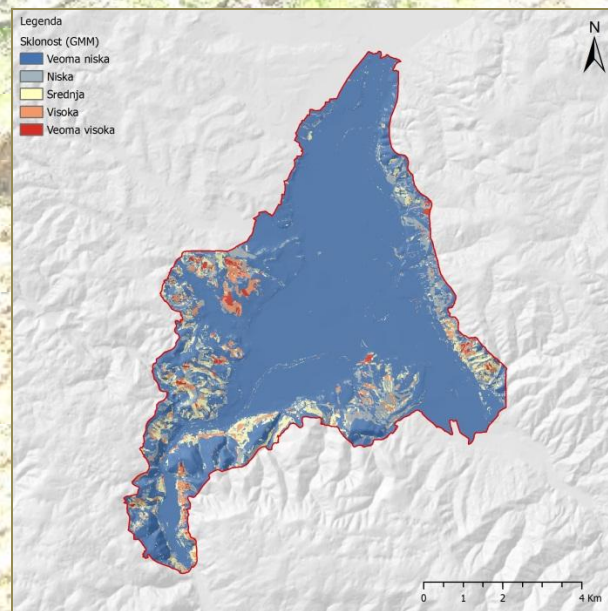 Legenda
Sklonost (GMM)
Veoma niska
Niska
Srednja
Visoka
Veoma visoka
N
0 1 2 4 Km